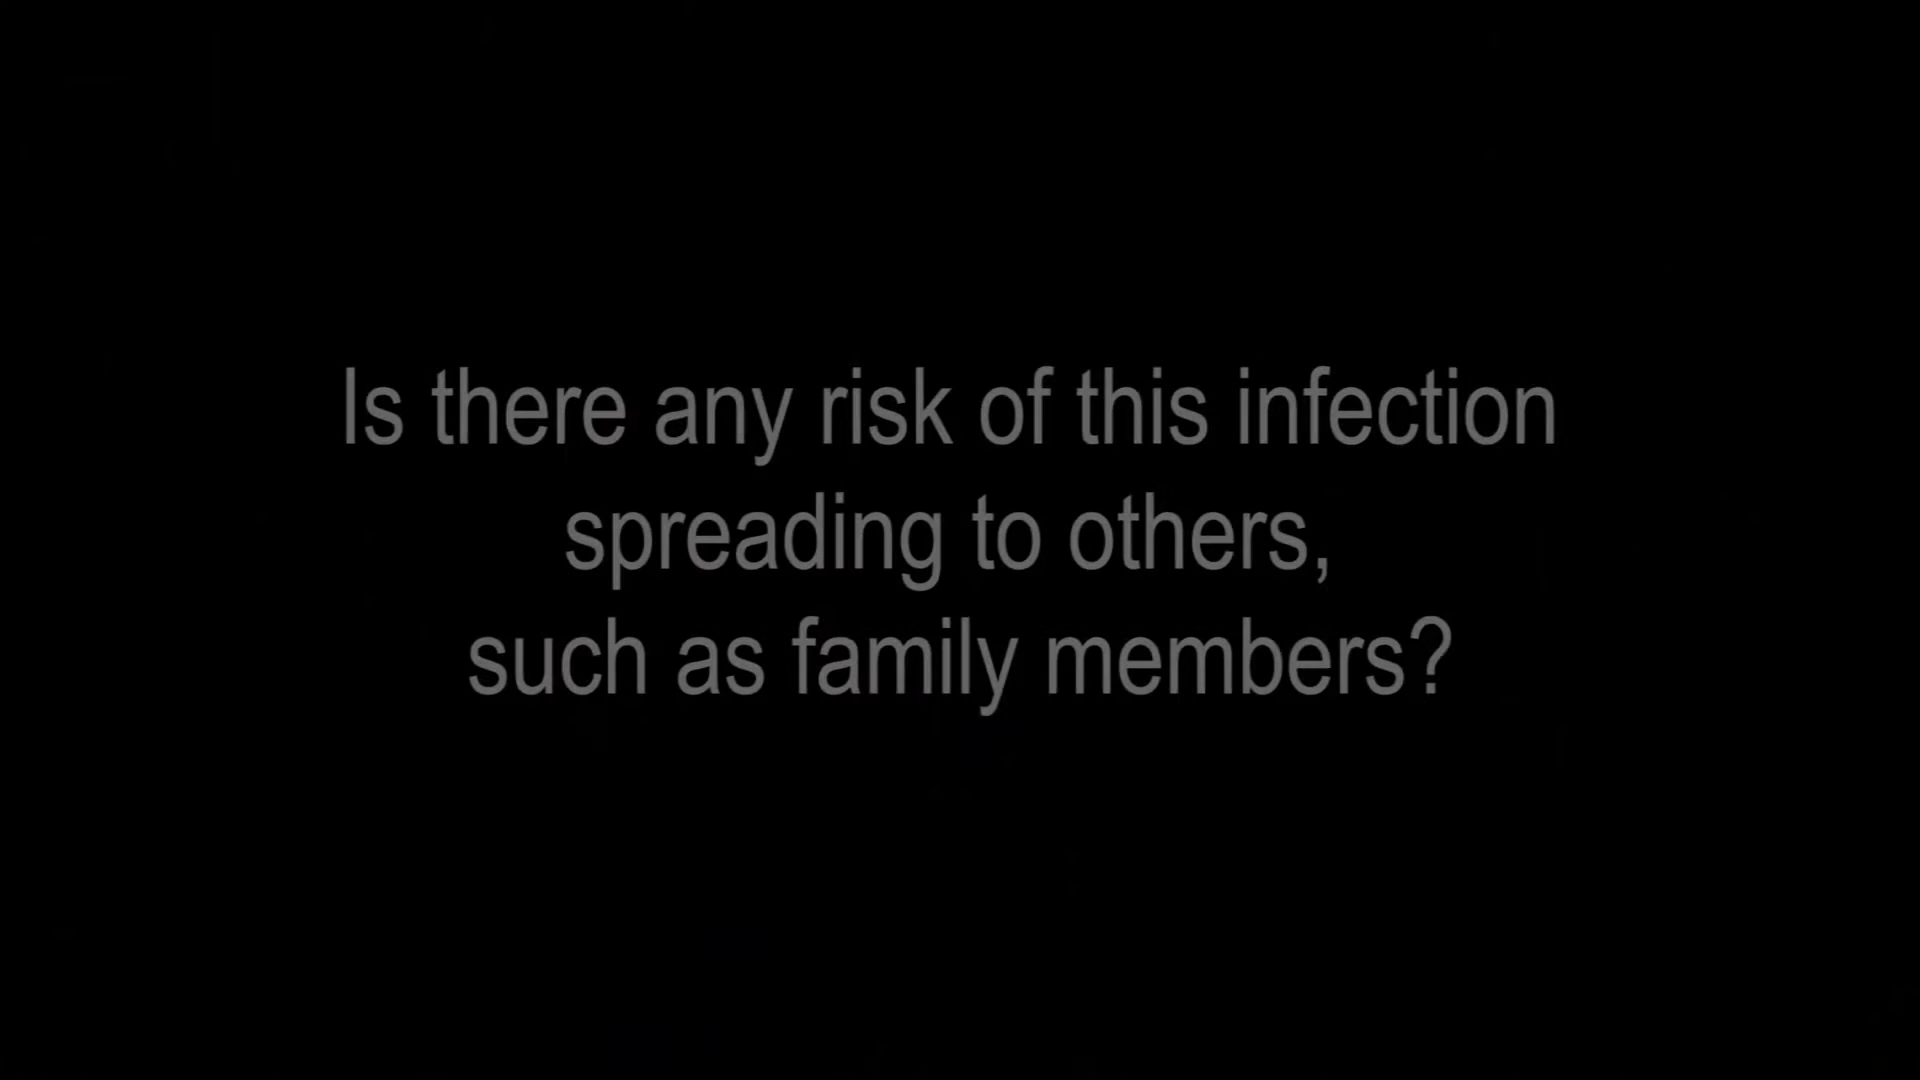 Is there any risk of this infection
spreading to others,
such as family members?